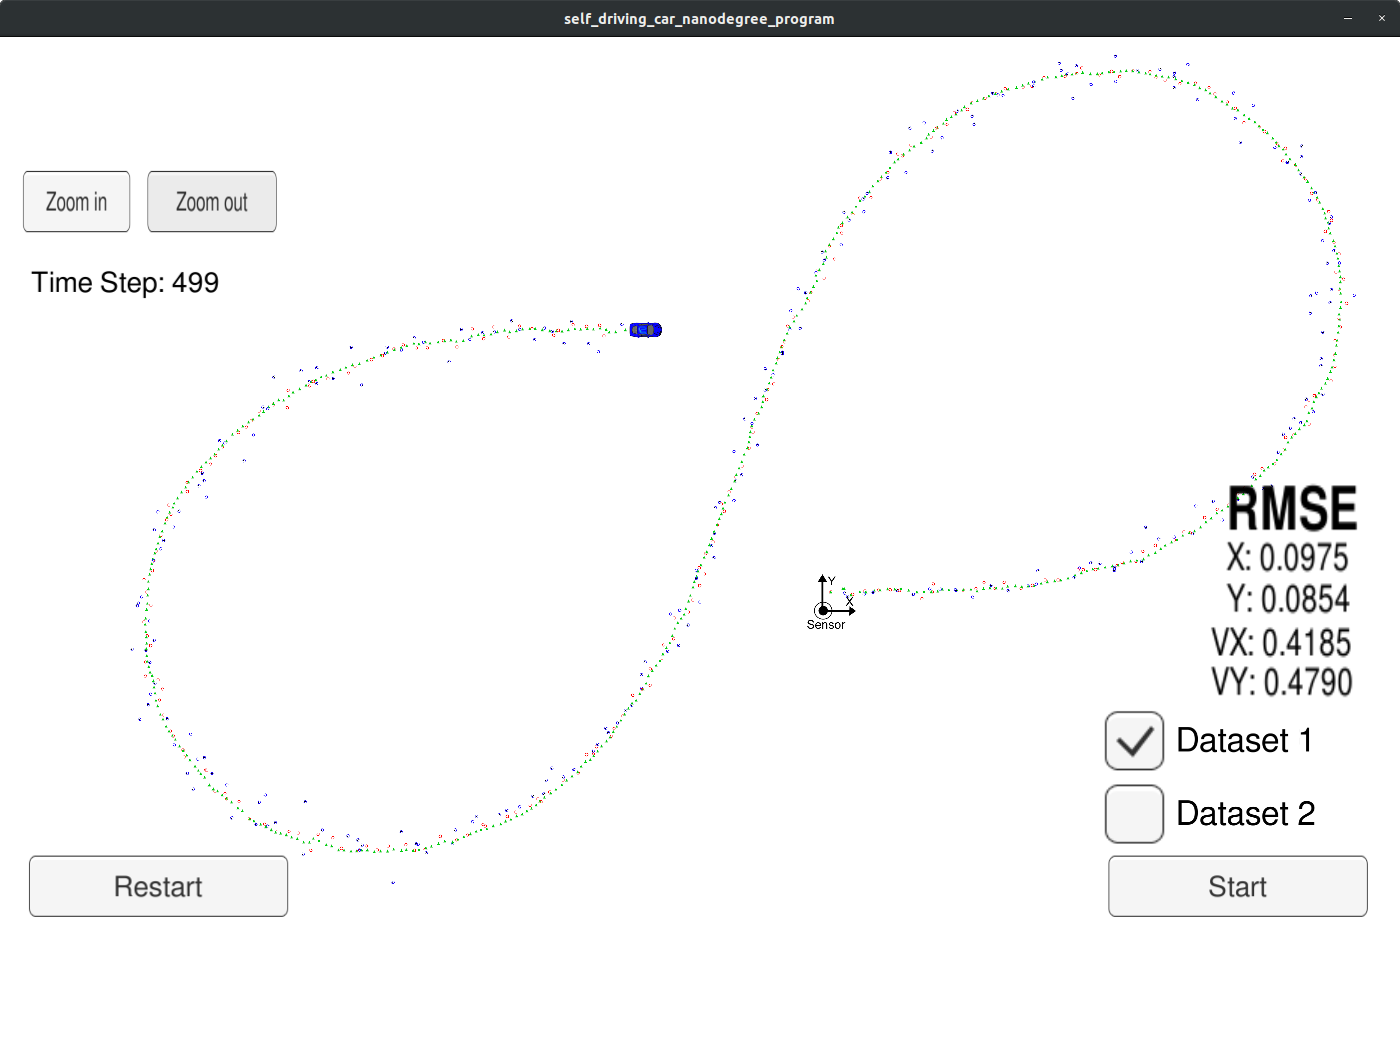 self_driving_car_nanodegree_program
Zoom in
Zoom out
Time Step: 499
RMSE
X: 0.0975
Y: 0.0854
VX: 0.4185
VY: 0.4790
Y
X
Sensor
Dataset 1
Dataset 2
Restart
Start